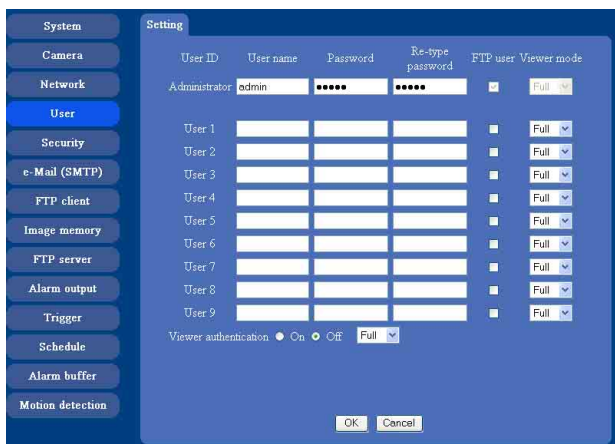 System
Camera
Network
User
Security
e-Mail (SMTP)
FTP client
Image memory
FTP server
Alarm output
Trigger
Schedule
Alarm buffer
Motion detection
Setting
User ID User name Password Re-type password FTP user Viewer mode
Administrator admin ●●●●● ●●●●● Full
User 1 Full
User 2 Full
User 3 Full
User 4 Full
User 5 Full
User 6 Full
User 7 Full
User 8 Full
User 9 Full
Viewer authentication On Off Full
OK Cancel